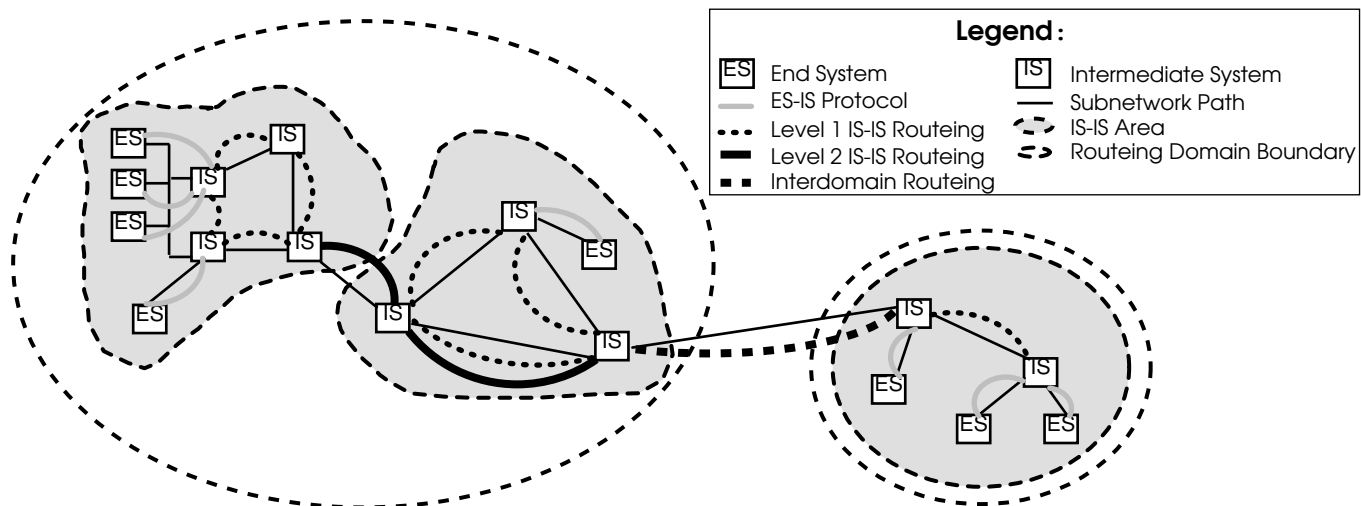 Legend :
ES End System
ES-IS Protocol
Level 1 IS-IS Routeing
Level 2 IS-IS Routeing
Interdomain Routeing
IS Intermediate System
Subnetwork Path
IS-IS Area
Routeing Domain Boundary
ES
IS
ES
IS
ES
IS
IS
ES
IS
ES
IS
IS
IS
ES
IS
ES
ES